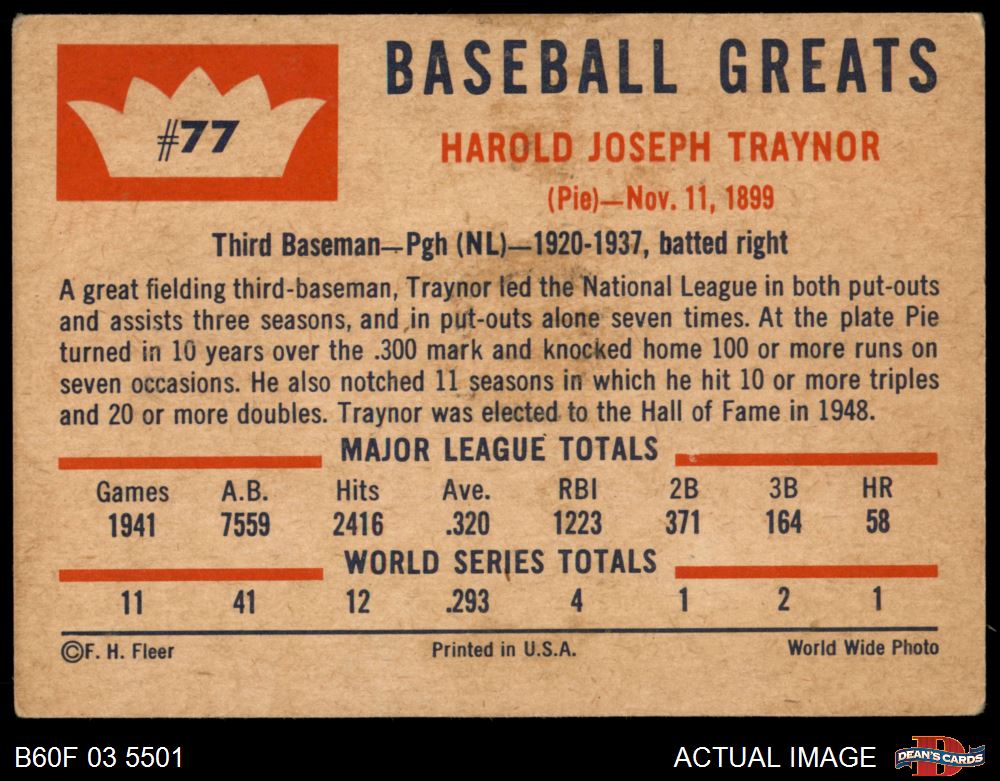 #77
BASEBALL GREATS
HAROLD JOSEPH TRAYNOR
(Pie)—Nov. 11, 1899
Third Baseman—Pgh (NL)—1920-1937, batted right
A great fielding third-baseman, Traynor led the National League in both put-outs
and assists three seasons, and in put-outs alone seven times. At the plate Pie
turned in 10 years over the .300 mark and knocked home 100 or more runs on
seven occasions. He also notched 11 seasons in which he hit 10 or more triples
and 20 or more doubles. Traynor was elected to the Hall of Fame in 1948.
MAJOR LEAGUE TOTALS
Games A.B. Hits Ave. RBI 2B 3B HR
1941 7559 2416 .320 1223 371 164 58
WORLD SERIES TOTALS
11 41 12 .293 4 1 2 1
©F. H. Fleer Printed in U.S.A. World Wide Photo
B60F 03 5501 ACTUAL IMAGE D DEAN'S CARDS